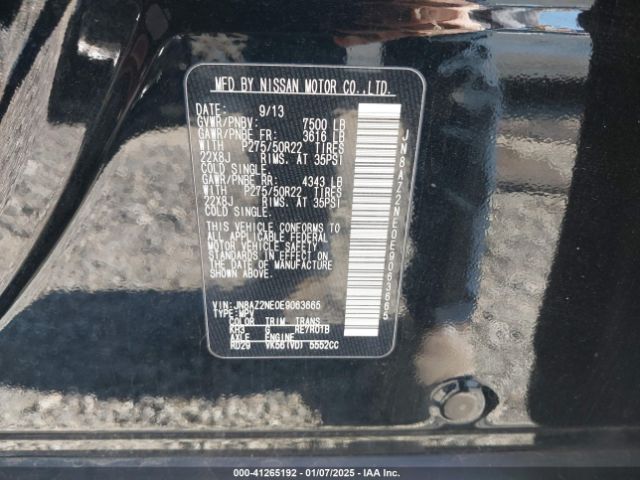 MFD BY NISSAN MOTOR CO.,LTD.
DATE: 9/13
GVWR/PNBV: 7500 LB
GAWR/PNBE FR: 3616 LB
WITH P275/50R22 TIRES
22X8J RIMS. AT 35PSI
COLD SINGLE.
GAWR/PNBE RR: 4343 LB
WITH P275/50R22 TIRES
22X8J RIMS. AT 35PSI
COLD SINGLE.
THIS VEHICLE CONFORMS TO
ALL APPLICABLE FEDERAL
MOTOR VEHICLE SAFETY
STANDARDS IN EFFECT ON
THE DATE OF MANUFACTURE
SHOWN ABOVE.
VIN: JN8AZ2NE0E9063665
TYPE: MPV
COLOR TRIM TRANS
KH3 G RE7R01B
AXLE ENGINE
RD29 VK56(VD) 5552CC
JN8AZ2NE0E9063665
000-41265192 - 01/07/2025 - IAA Inc.